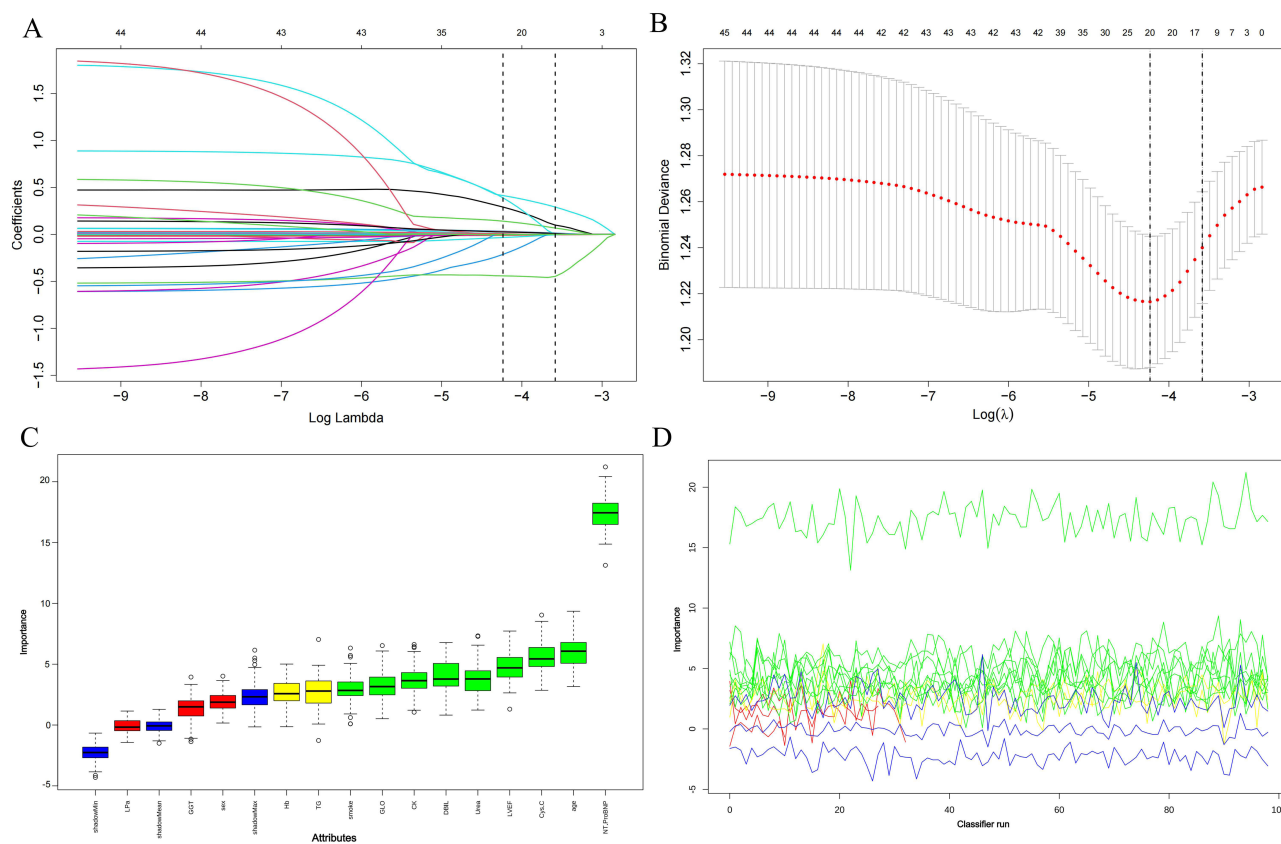 A
44 44 43 43 35 20 3
Coefficients
1.5
1.0
0.5
0.0
−0.5
−1.0
−1.5
−9 −8 −7 −6 −5 −4 −3
Log Lambda
B
45 44 44 44 44 44 42 42 43 43 43 42 43 42 39 35 30 25 20 20 17 9 7 3 0
Binomial Deviance
1.32
1.30
1.28
1.26
1.24
1.22
1.20
−9 −8 −7 −6 −5 −4 −3
Log(λ)
C
Importance
20
15
10
5
0
-5
shadowMin
LPa
shadowMean
GGT
sex
shadowMax
Hb
TG
smoke
GLO
CK
DBIL
Urea
LVEF
Cys.C
age
NT.ProBNP
Attributes
D
Importance
20
15
10
5
0
-5
0 20 40 60 80 100
Classifier run